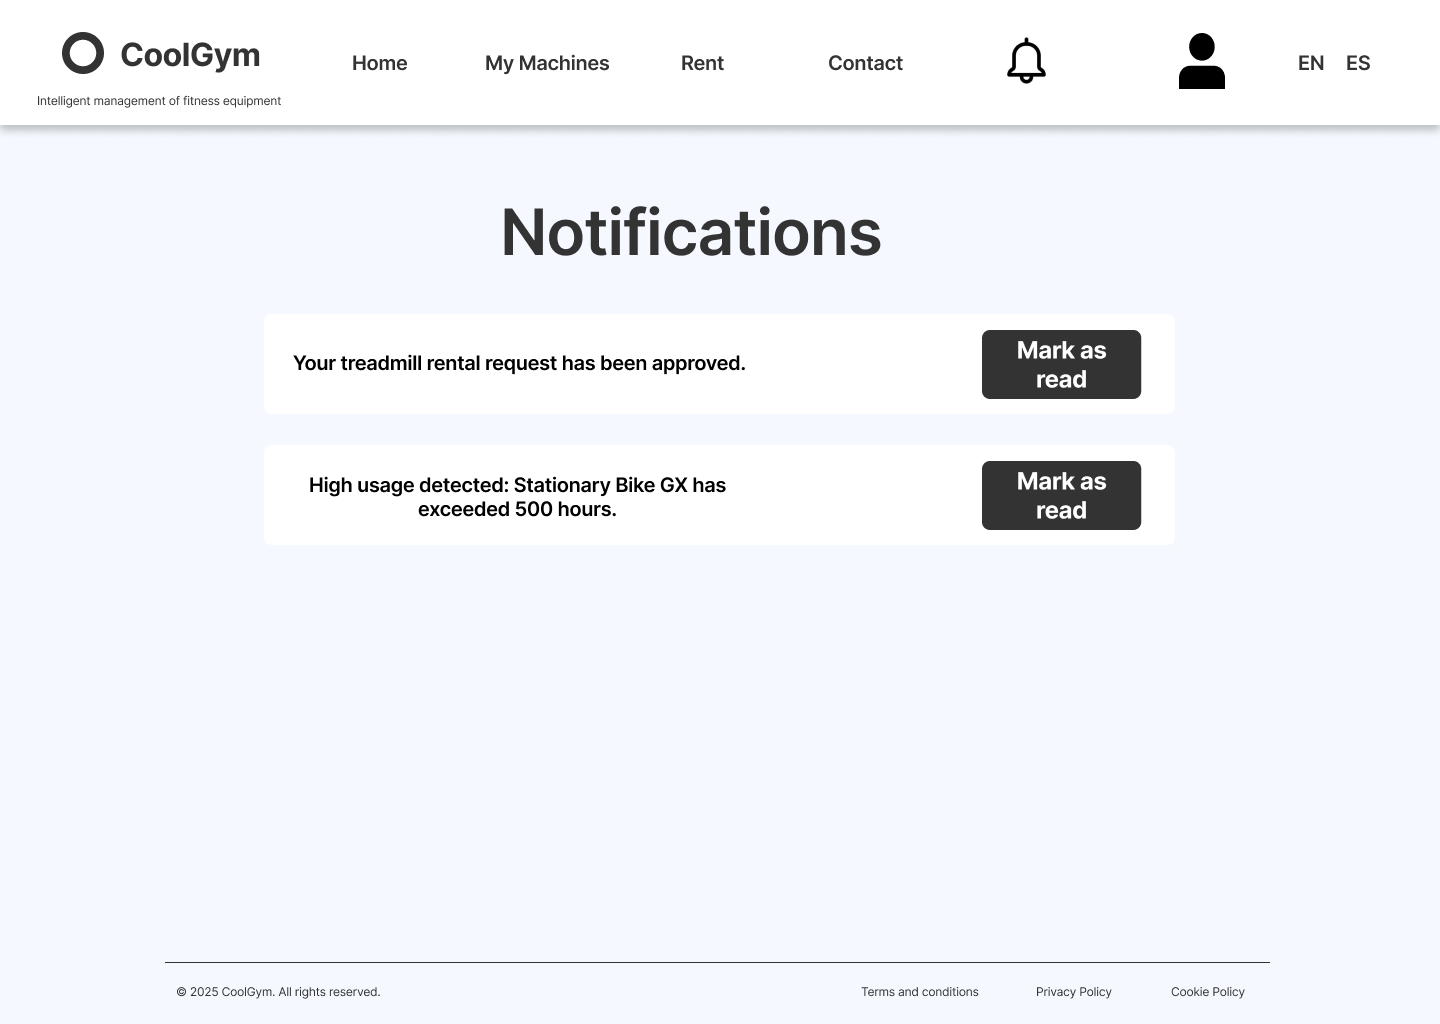 CoolGym
Intelligent management of fitness equipment
Home
My Machines
Rent
Contact
EN
ES
Notifications
Your treadmill rental request has been approved.
Mark as
read
High usage detected: Stationary Bike GX has
exceeded 500 hours.
Mark as
read
© 2025 CoolGym. All rights reserved.
Terms and conditions
Privacy Policy
Cookie Policy